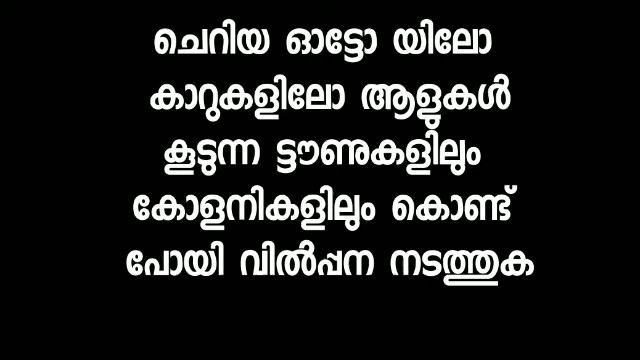 ചെറിയ ഓട്ടോ യിലോ
കാറുകളിലോ ആളുകൾ
കൂടുന്ന ട്ടൗണുകളിലും
കോളനികളിലും കൊണ്ട്
പോയി വിൽപ്പന നടത്തുക